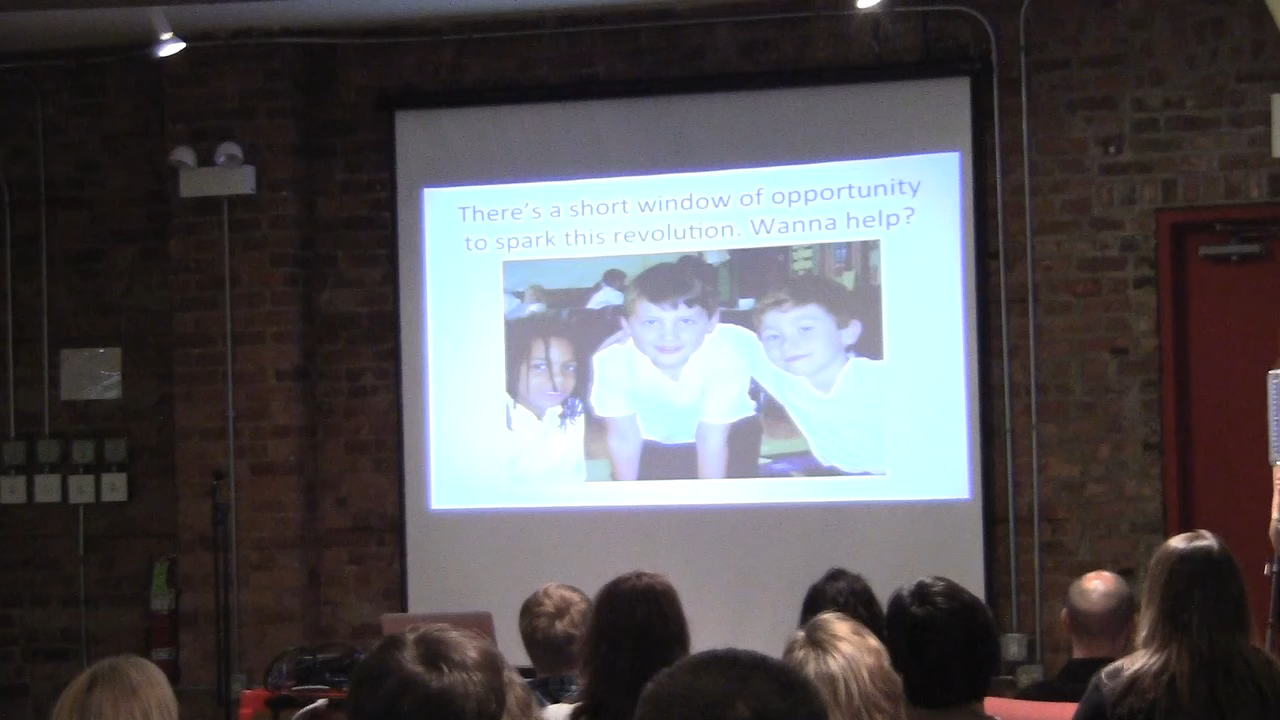 There's a short window of opportunity
to spark this revolution. Wanna help?